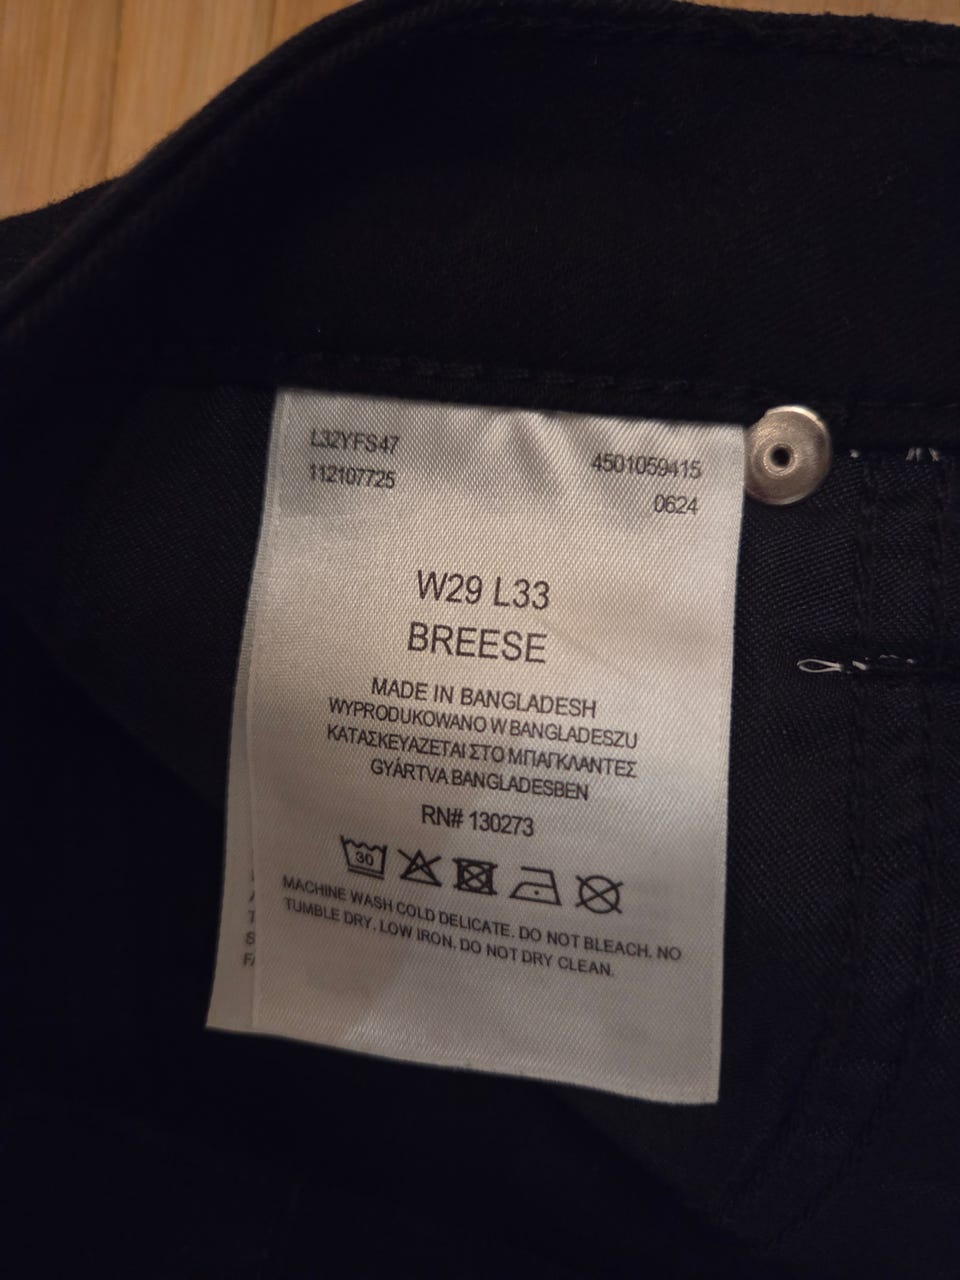 L32YFS47
112107725
4501059415
0624
W29 L33
BREESE
MADE IN BANGLADESH
WYPRODUKOWANO W BANGLADESZU
ΚΑΤΑΣΚΕΥΑΖΕΤΑΙ ΣΤΟ ΜΠΑΓΚΛΑΝΤΕΣ
GYÁRTVA BANGLADESBEN
RN# 130273
30
MACHINE WASH COLD DELICATE. DO NOT BLEACH. NO
TUMBLE DRY. LOW IRON. DO NOT DRY CLEAN.